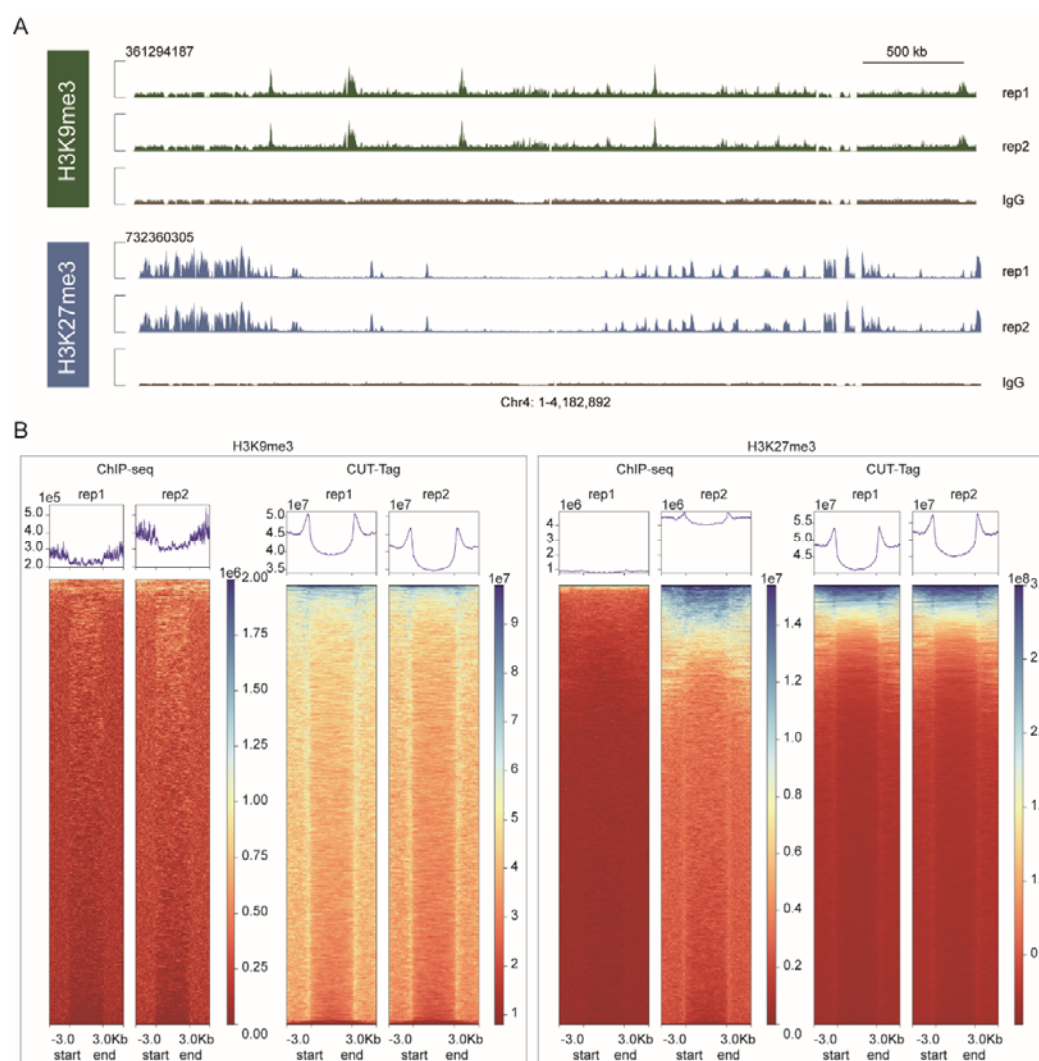 A
H3K9me3
361294187
500 kb
rep1
rep2
IgG
H3K27me3
732360305
rep1
rep2
IgG
Chr4: 1-4,182,892
B
H3K9me3
H3K27me3
ChIP-seq
CUT-Tag
ChIP-seq
CUT-Tag
rep1
rep2
rep1
rep2
rep1
rep2
rep1
rep2
1e5
5.0
4.0
3.0
2.0
1e7
5.0
4.5
4.0
3.5
1e7
1e6
4
3
2
1
1e6
1e7
5.5
5.0
4.5
1e7
1e6
2.00
1.75
1.50
1.25
1.00
0.75
0.50
0.25
0.00
1e7
9
8
7
6
5
4
3
2
1
1e7
1.4
1.2
1.0
0.8
0.6
0.4
0.2
0.0
1e8
3
2.
2.
1.
1.
0.
-3.0
3.0Kb
start
end
-3.0
3.0Kb
start
end
-3.0
3.0Kb
start
end
-3.0
3.0Kb
start
end
-3.0
3.0Kb
start
end
-3.0
3.0Kb
start
end
-3.0
3.0Kb
start
end
-3.0
3.0Kb
start
end